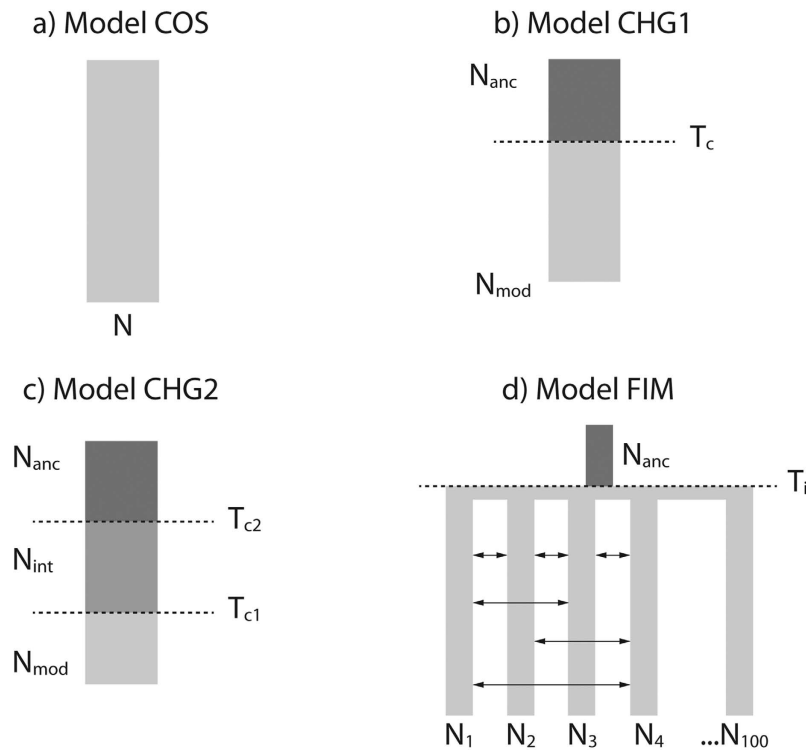 a) Model COS
N
b) Model CHG1
Nanc
Tc
Nmod
c) Model CHG2
Nanc
Tc2
Nint
Tc1
Nmod
d) Model FIM
Nanc
Ti
N1 N2 N3 N4 ...N100